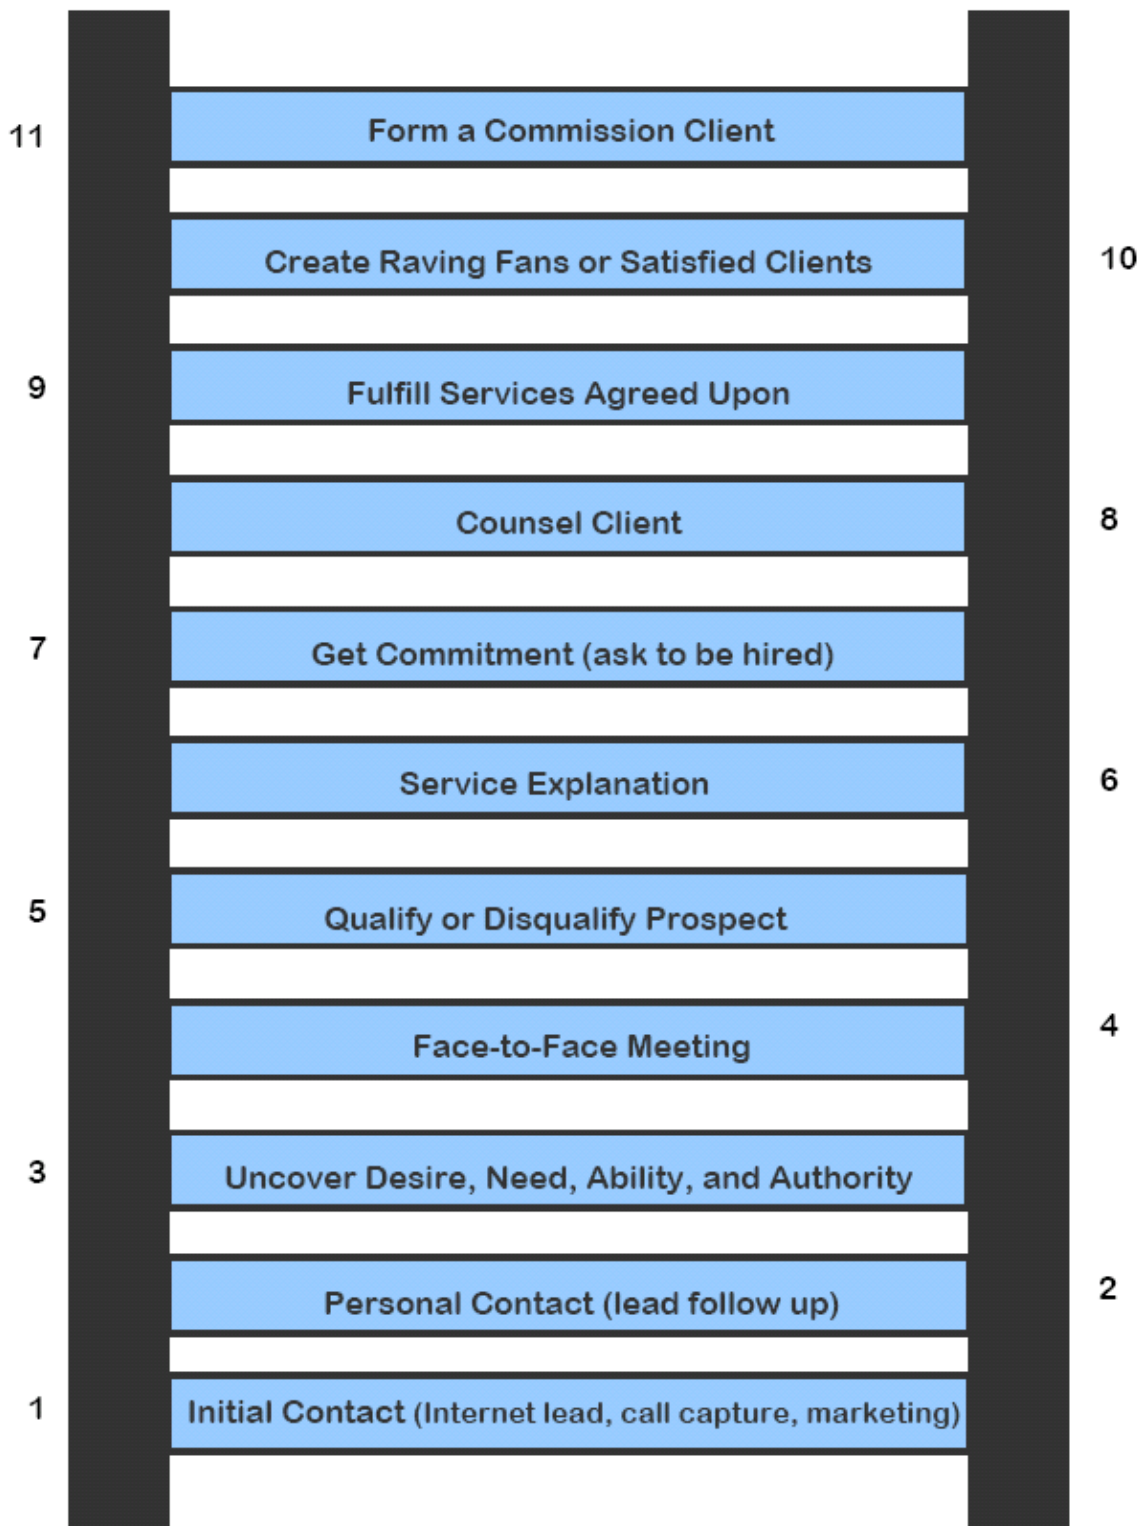 11 Form a Commission Client
Create Raving Fans or Satisfied Clients 10
9 Fulfill Services Agreed Upon
Counsel Client 8
7 Get Commitment (ask to be hired)
Service Explanation 6
5 Qualify or Disqualify Prospect
Face-to-Face Meeting 4
3 Uncover Desire, Need, Ability, and Authority
Personal Contact (lead follow up) 2
1 Initial Contact (Internet lead, call capture, marketing)